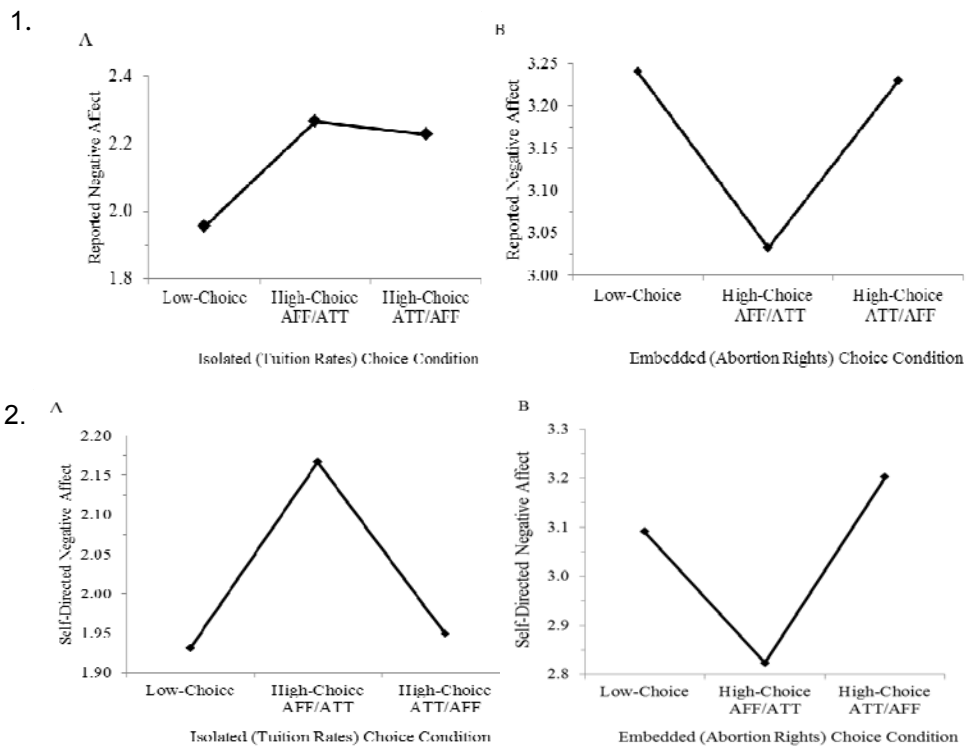 1.
A
Reported Negative Affect
2.4
2.2
2.0
1.8
Low-Choice
High-Choice
AFF/ATT
High-Choice
ATT/AFF
Isolated (Tuition Rates) Choice Condition
B
Reported Negative Affect
3.25
3.20
3.15
3.10
3.05
3.00
Low-Choice
High-Choice
AFF/ATT
High-Choice
ATT/AFF
Embedded (Abortion Rights) Choice Condition
2.
A
Self-Directed Negative Affect
2.20
2.15
2.10
2.05
2.00
1.95
1.90
Low-Choice
High-Choice
AFF/ATT
High-Choice
ATT/AFF
Isolated (Tuition Rates) Choice Condition
B
Self-Directed Negative Affect
3.3
3.2
3.1
3.0
2.9
2.8
Low-Choice
High-Choice
AFF/ATT
High-Choice
ATT/AFF
Embedded (Abortion Rights) Choice Condition